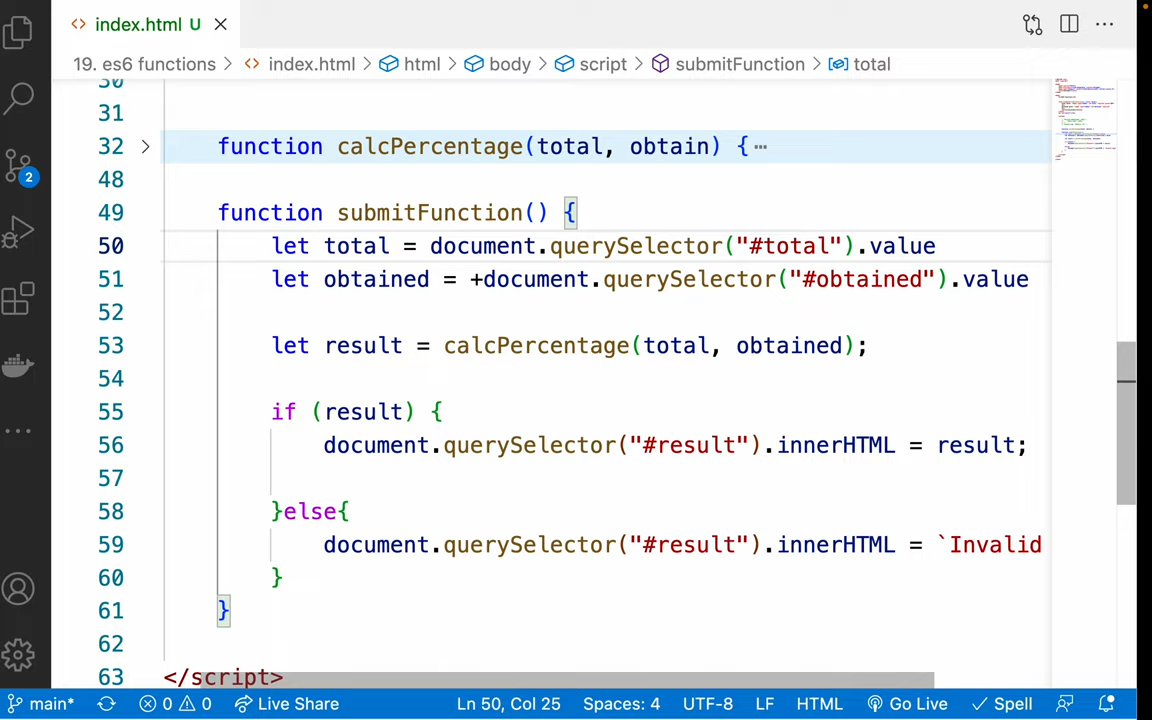 index.html U
19. es6 functions > index.html > html > body > script > submitFunction > total
30
31
32 function calcPercentage(total, obtain) { ⋯
48
49 function submitFunction() {
50 let total = document.querySelector("#total").value
51 let obtained = +document.querySelector("#obtained").value
52
53 let result = calcPercentage(total, obtained);
54
55 if (result) {
56 document.querySelector("#result").innerHTML = result;
57
58 }else{
59 document.querySelector("#result").innerHTML = `Invalid
60 }
61 }
62
63 </script>
2
main* 0 0 Live Share Ln 50, Col 25 Spaces: 4 UTF-8 LF HTML Go Live Spell